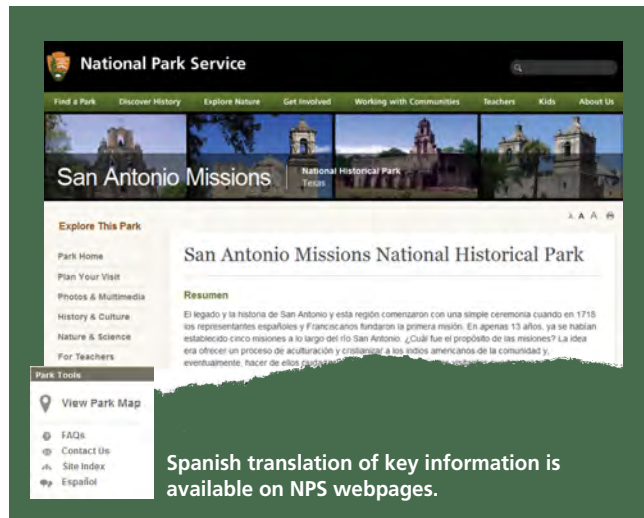 National Park Service
Find a Park Discover History Explore Nature Get Involved Working with Communities Teachers Kids About Us
San Antonio Missions
National Historical Park
Texas
A A A
Explore This Park
Park Home
Plan Your Visit
Photos & Multimedia
History & Culture
Nature & Science
For Teachers
San Antonio Missions National Historical Park
Resumen
El legado y la historia de San Antonio y esta región comenzaron con una simple ceremonia cuando en 1718
los representantes españoles y Franciscanos fundaron la primera misión. En apenas 13 años, ya se habían
establecido cinco misiones a lo largo del río San Antonio. ¿Cuál fue el propósito de las misiones? La idea
era ofrecer un proceso de aculturación y cristianizar a los indios americanos de la comunidad y,
eventualmente, hacer de ellos
Park Tools
View Park Map
FAQs
Contact Us
Site Index
Español
Spanish translation of key information is
available on NPS webpages.